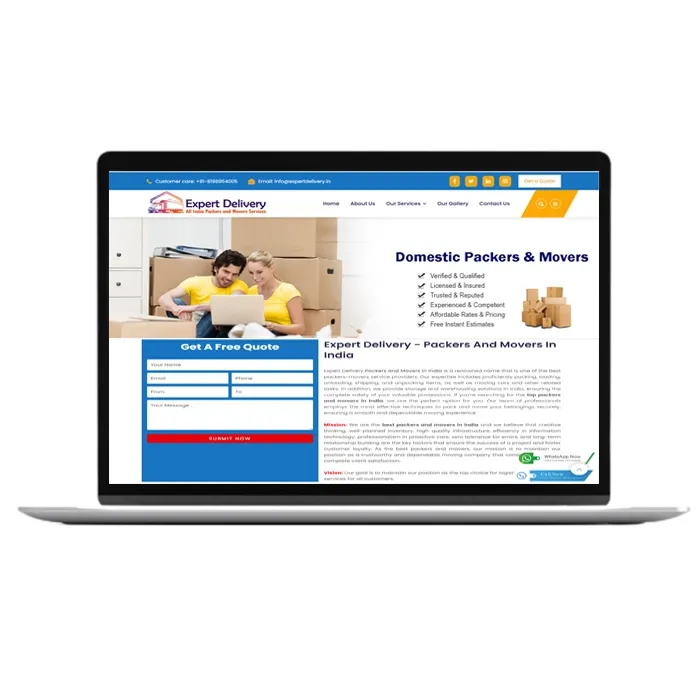 Customer care: +91-8188954005 Email: info@expertdelivery.in Get a Quote
Expert Delivery
All India Packers and Movers Services
Home About Us Our Services Our Gallery Contact Us
Domestic Packers & Movers
Verified & Qualified
Licensed & Insured
Trusted & Reputed
Experienced & Competent
Affordable Rates & Pricing
Free Instant Estimates
Get A Free Quote
Your Name
Email Phone
From To
Your Message
SUBMIT NOW
Expert Delivery - Packers And Movers In
India
Expert Delivery Packers and Movers in India is a renowned name that is one of the best
packers-movers service providers. Our expertise includes proficiently packing, loading,
unloading, shipping, and unpacking items, as well as moving cars and other related
tasks. In addition, we provide storage and warehousing solutions in India, ensuring the
complete safety of your valuable possessions. If you're searching for the top packers
and movers in India, we are the perfect option for you. Our team of professionals
employs the most effective techniques to pack and move your belongings securely,
ensuring a smooth and dependable moving experience.
Mission: We are the best packers and movers in India and we believe that creative
thinking, well-planned inventory, high-quality infrastructure, efficiency in information
technology, professionalism in proactive care, zero tolerance for errors, and long-term
relationship building are the key factors that ensure the success of a project and foster
customer loyalty. As the best packers and movers, our mission is to maintain our
position as a trustworthy and dependable moving company that
complete client satisfaction.
WhatsApp Now
Vision: Our goal is to maintain our position as the top choice for
services for all customers.
Call Now